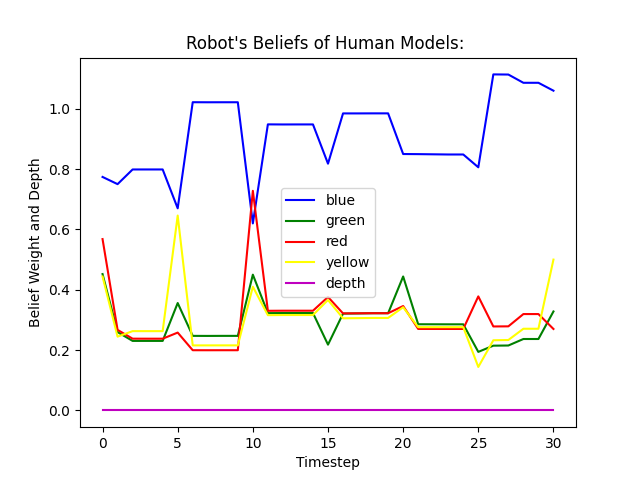 Robot's Beliefs of Human Models:
Belief Weight and Depth
1.0
0.8
0.6
0.4
0.2
0.0
blue
green
red
yellow
depth
0 5 10 15 20 25 30
Timestep